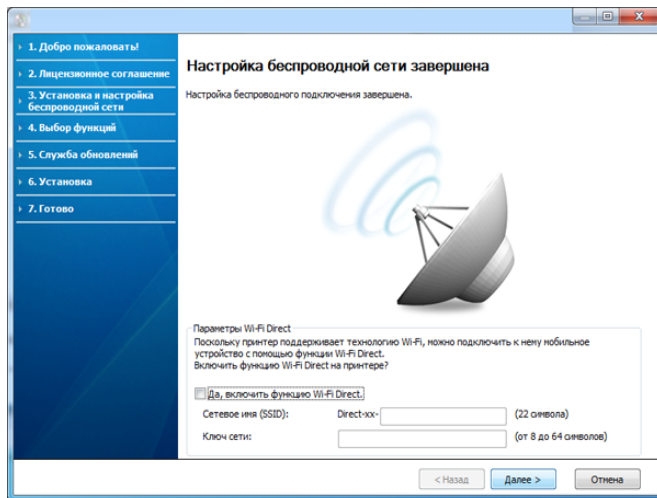 1. Добро пожаловать!
2. Лицензионное соглашение
3. Установка и настройка
беспроводной сети
4. Выбор функций
5. Служба обновлений
6. Установка
7. Готово
Настройка беспроводной сети завершена
Настройка беспроводного подключения завершена.
Параметры Wi-Fi Direct
Поскольку принтер поддерживает технологию Wi-Fi, можно подключить к нему мобильное
устройство с помощью функции Wi-Fi Direct.
Включить функцию Wi-Fi Direct на принтере?
Да, включить функцию Wi-Fi Direct.
Сетевое имя (SSID): Direct-xx- (22 символа)
Ключ сети: (от 8 до 64 символов)
< Назад Далее > Отмена